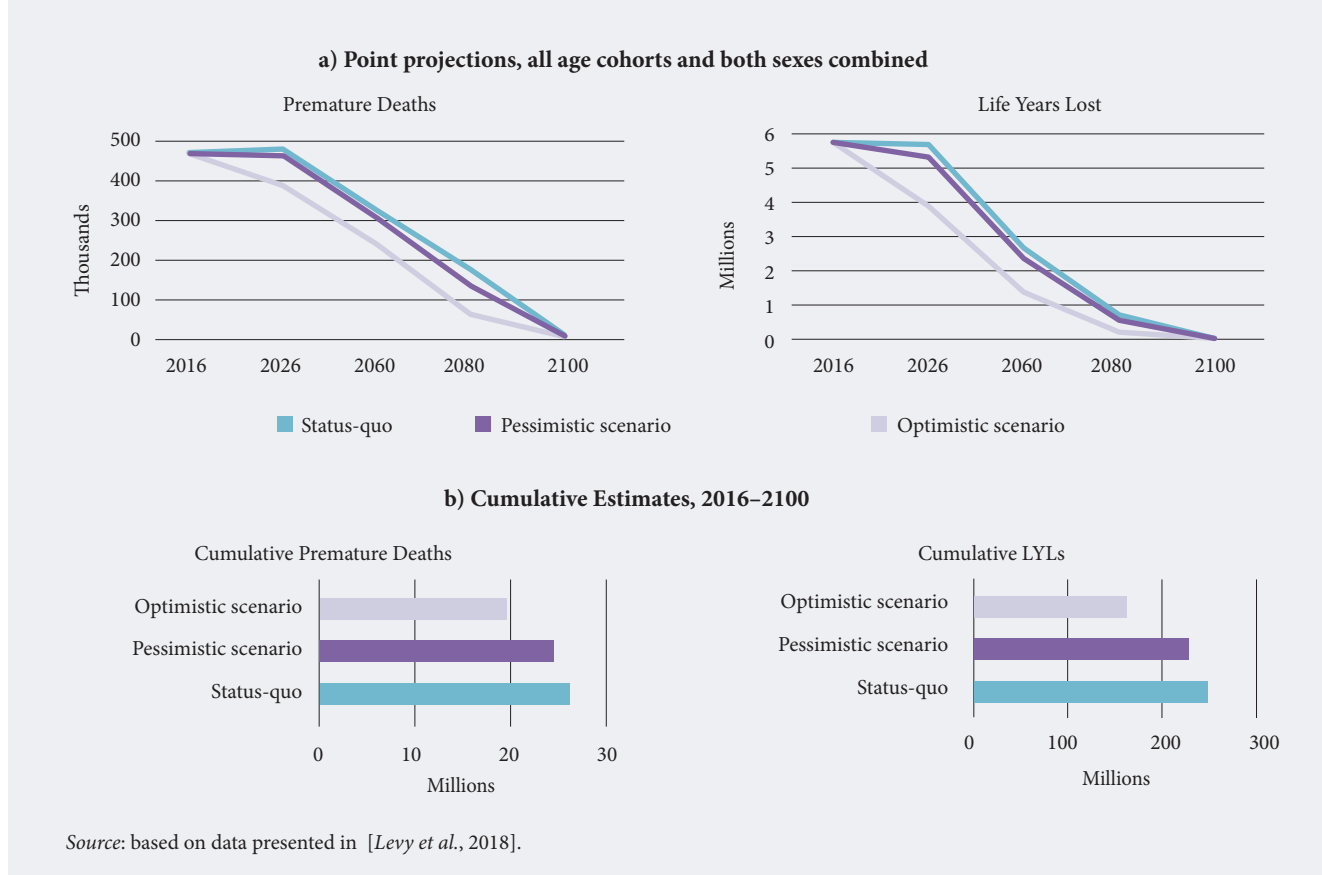 a) Point projections, all age cohorts and both sexes combined
Premature Deaths
Thousands
500
400
300
200
100
0
2016 2026 2060 2080 2100
Life Years Lost
Millions
6
5
4
3
2
1
0
2016 2026 2060 2080 2100
Status-quo Pessimistic scenario Optimistic scenario
b) Cumulative Estimates, 2016–2100
Cumulative Premature Deaths
Optimistic scenario
Pessimistic scenario
Status-quo
0 10 20 30
Millions
Cumulative LYLs
Optimistic scenario
Pessimistic scenario
Status-quo
0 100 200 300
Millions
Source: based on data presented in [Levy et al., 2018].